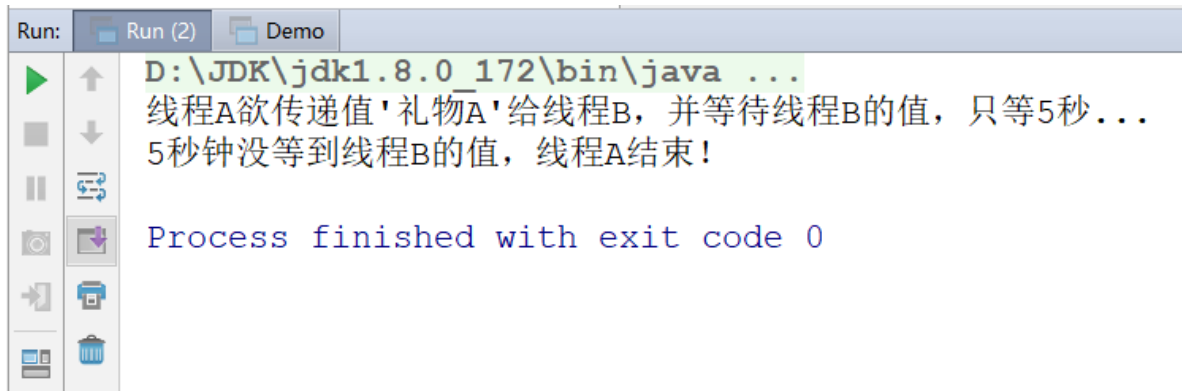 Run: Run (2) Demo
D:\JDK\jdk1.8.0_172\bin\java ...
线程A欲传递值'礼物A'给线程B，并等待线程B的值，只等5秒...
5秒钟没等到线程B的值，线程A结束！
Process finished with exit code 0